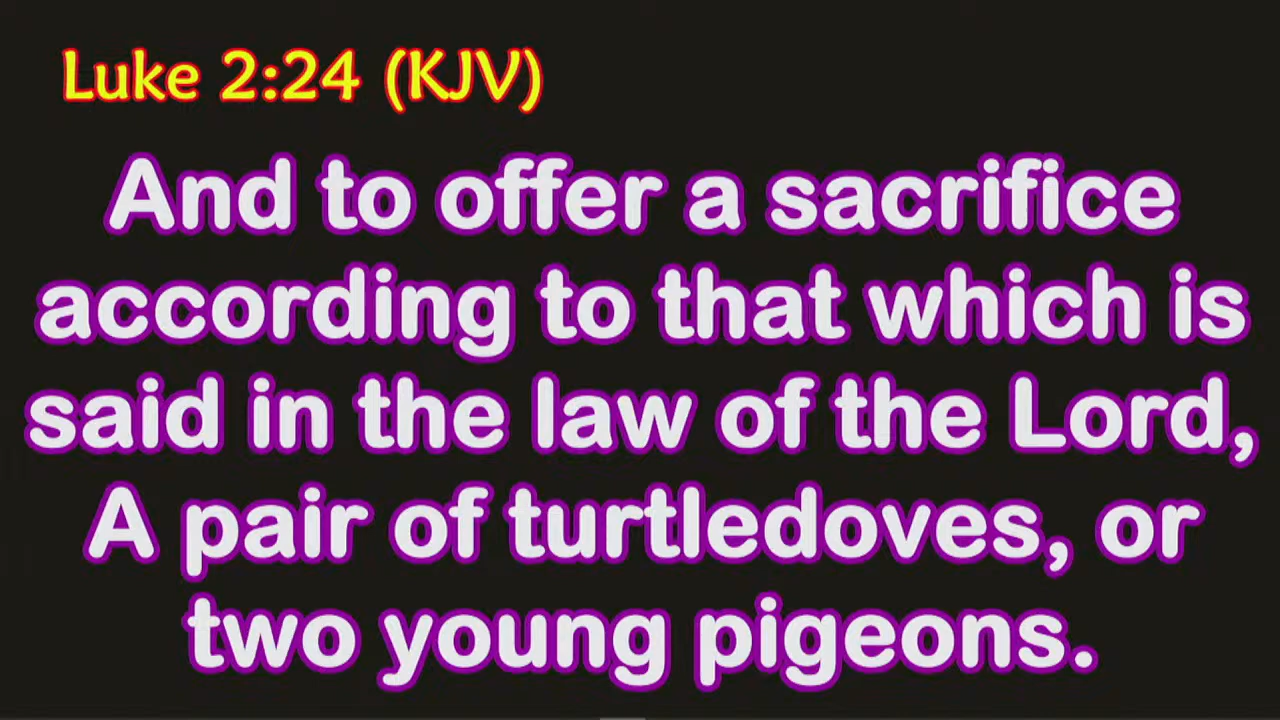 Luke 2:24 (KJV)
And to offer a sacrifice
according to that which is
said in the law of the Lord,
A pair of turtledoves, or
two young pigeons.